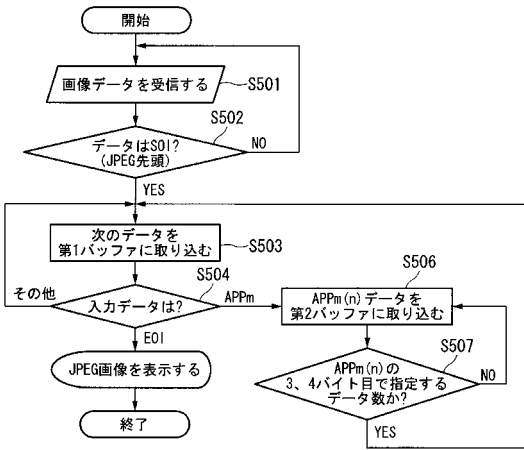 開始
画像データを受信する
S501
S502
データはSOI?
(JPEG先頭)
NO
YES
次のデータを
第1バッファに取り込む
S503
S504
その他
入力データは?
APPm
EOI
JPEG画像を表示する
終了
S506
APPm(n)データを
第2バッファに取り込む
S507
APPm(n)の
3、4バイト目で指定する
データ数か?
NO
YES